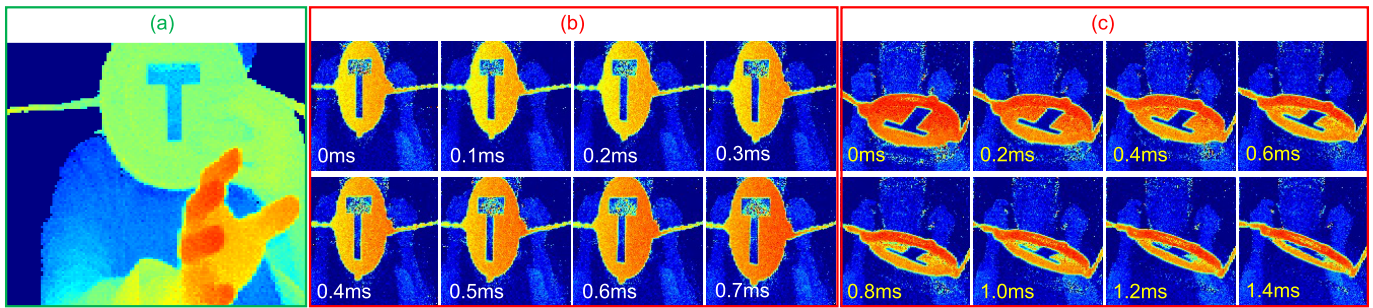 (a)
(b)
(c)
T
T T T T
0ms 0.1ms 0.2ms 0.3ms
T T T T
0.4ms 0.5ms 0.6ms 0.7ms
T T T T
0ms 0.2ms 0.4ms 0.6ms
T T T T
0.8ms 1.0ms 1.2ms 1.4ms